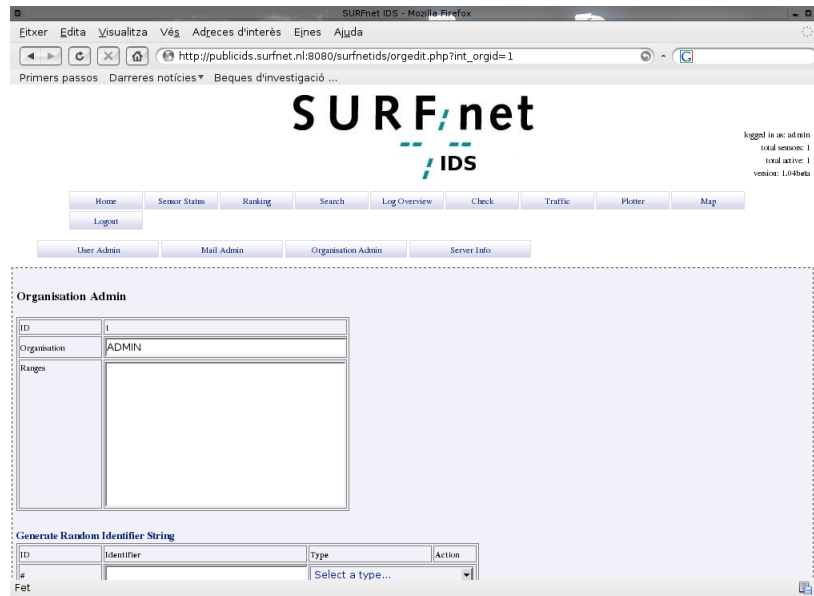 SURFnet IDS - Mozilla Firefox
Eitxer Edita Visualitza Vés Adreces d'interès Eines Ajuda
http://publicids.surfnet.nl:8080/surfnetids/orgedit.php?int_orgid=1
Primers passos Darreres notícies Beques d'investigació ...
SURFnet
IDS
logged in as: admin
total sensors: 1
total active: 1
version: 1.04beta
Home Sensor Status Ranking Search Log Overview Check Traffic Plotter Map
Logout
User Admin Mail Admin Organisation Admin Server Info
Organisation Admin
ID 1
Organisation ADMIN
Ranges
Generate Random Identifier String
ID Identifier Type Action
# Select a type...
Fet